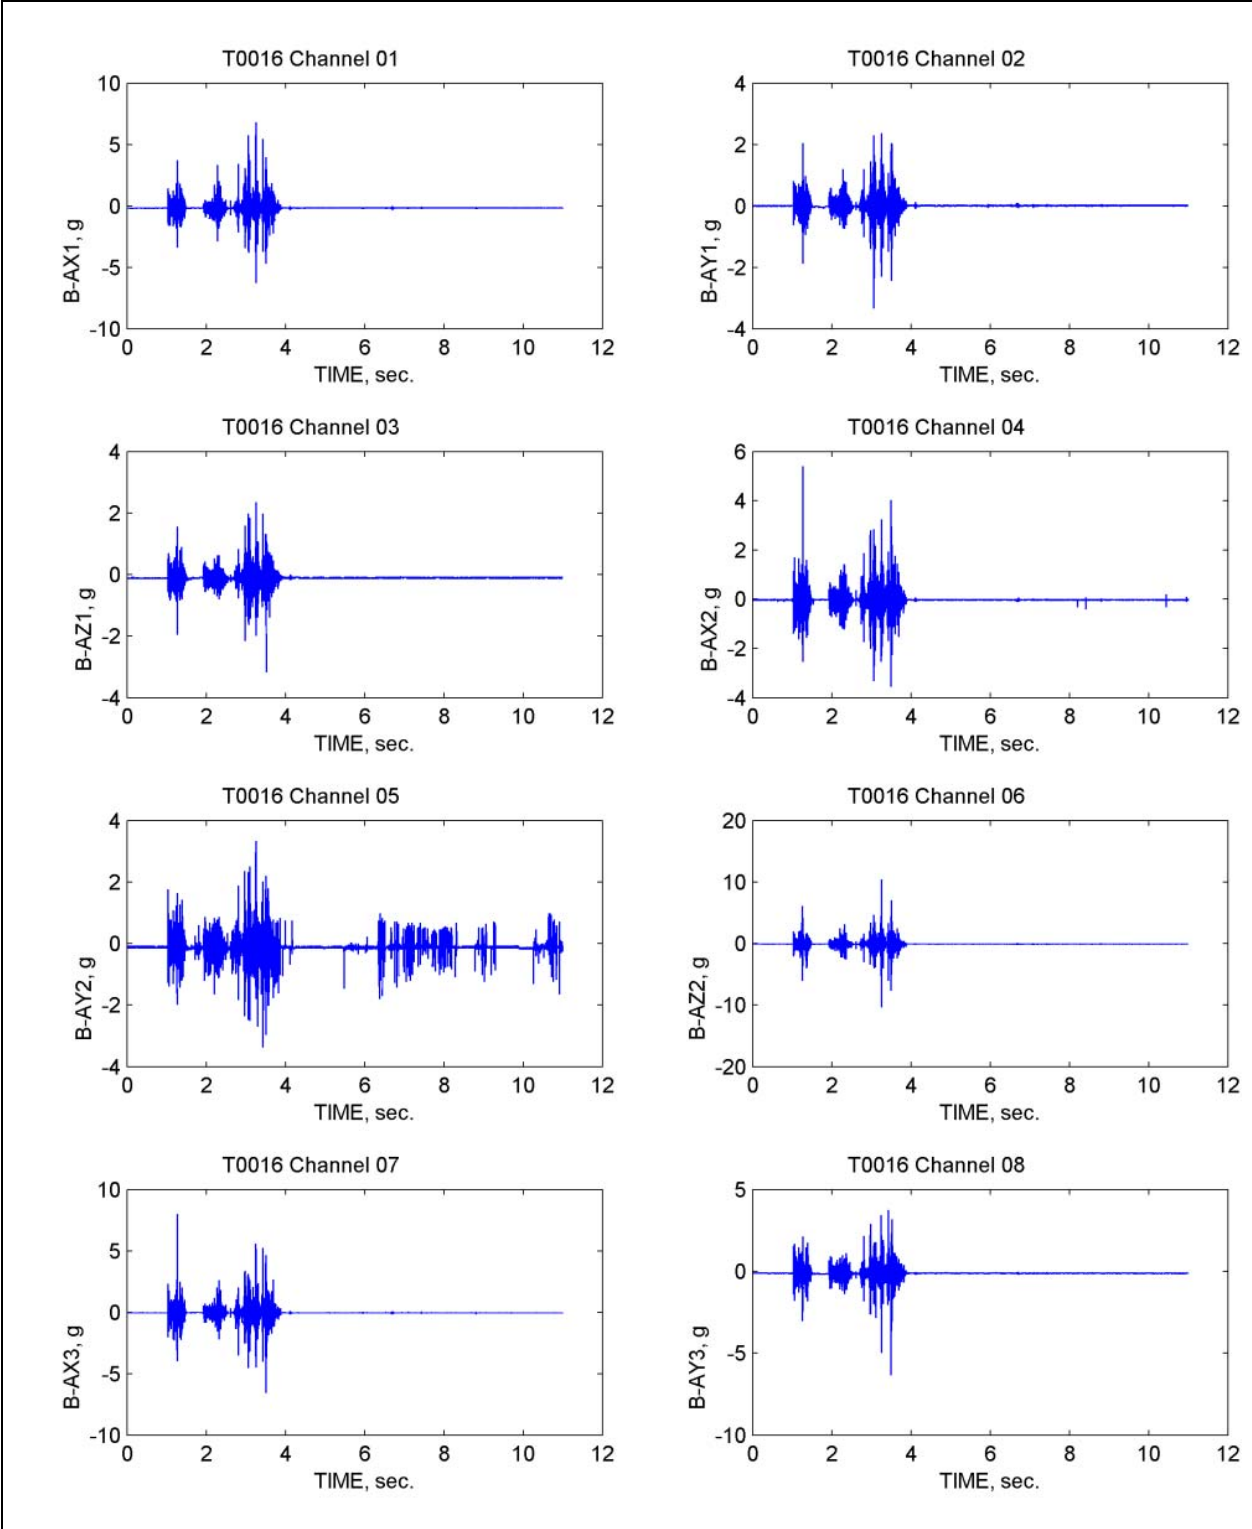 T0016 Channel 01
10
5
0
-5
-10
B-AX1, g
0 2 4 6 8 10 12
TIME, sec.
T0016 Channel 02
4
2
0
-2
-4
B-AY1, g
0 2 4 6 8 10 12
TIME, sec.
T0016 Channel 03
4
2
0
-2
-4
B-AZ1, g
0 2 4 6 8 10 12
TIME, sec.
T0016 Channel 04
6
4
2
0
-2
-4
B-AX2, g
0 2 4 6 8 10 12
TIME, sec.
T0016 Channel 05
4
2
0
-2
-4
B-AY2, g
0 2 4 6 8 10 12
TIME, sec.
T0016 Channel 06
20
10
0
-10
-20
B-AZ2, g
0 2 4 6 8 10 12
TIME, sec.
T0016 Channel 07
10
5
0
-5
-10
B-AX3, g
0 2 4 6 8 10 12
TIME, sec.
T0016 Channel 08
5
0
-5
-10
B-AY3, g
0 2 4 6 8 10 12
TIME, sec.